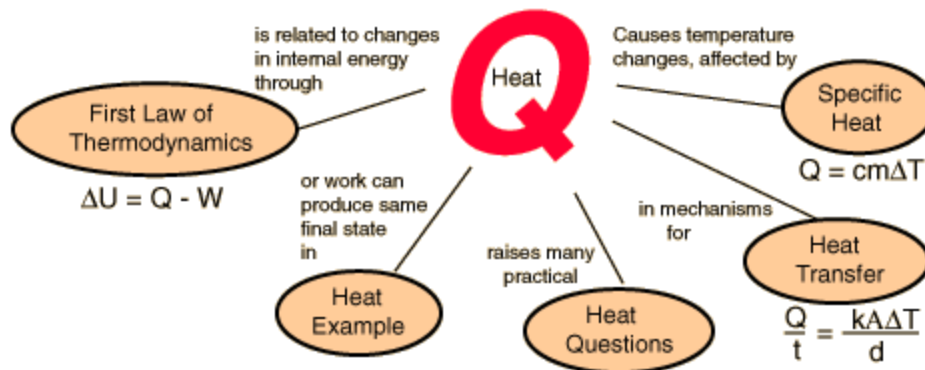 is related to changes
in internal energy
through
First Law of
Thermodynamics
ΔU = Q - W
Q
Heat
Causes temperature
changes, affected by
Specific
Heat
Q = cmΔT
or work can
produce same
final state
in
Heat
Example
raises many
practical
Heat
Questions
in mechanisms
for
Heat
Transfer
Q/t = kAΔT/d